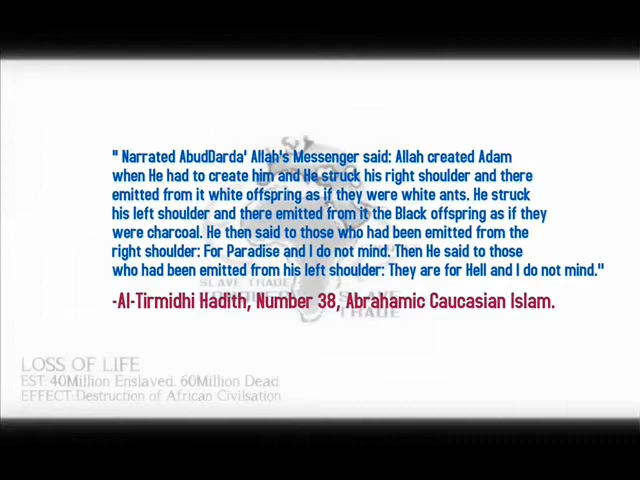 " Narrated AbudDarda' Allah's Messenger said: Allah created Adam
when He had to create him and He struck his right shoulder and there
emitted from it white offspring as if they were white ants. He struck
his left shoulder and there emitted from it the Black offspring as if they
were charcoal. He then said to those who had been emitted from the
right shoulder: For Paradise and I do not mind. Then He said to those
who had been emitted from his left shoulder: They are for Hell and I do not mind."
SLAVE TRADE
-Al-Tirmidhi Hadith, Number 38, Abrahamic Caucasian Islam.
SLAVE
TRADE
LOSS OF LIFE
EST: 40Million Enslaved. 60Million Dead
EFFECT:Destruction of African Civilsation